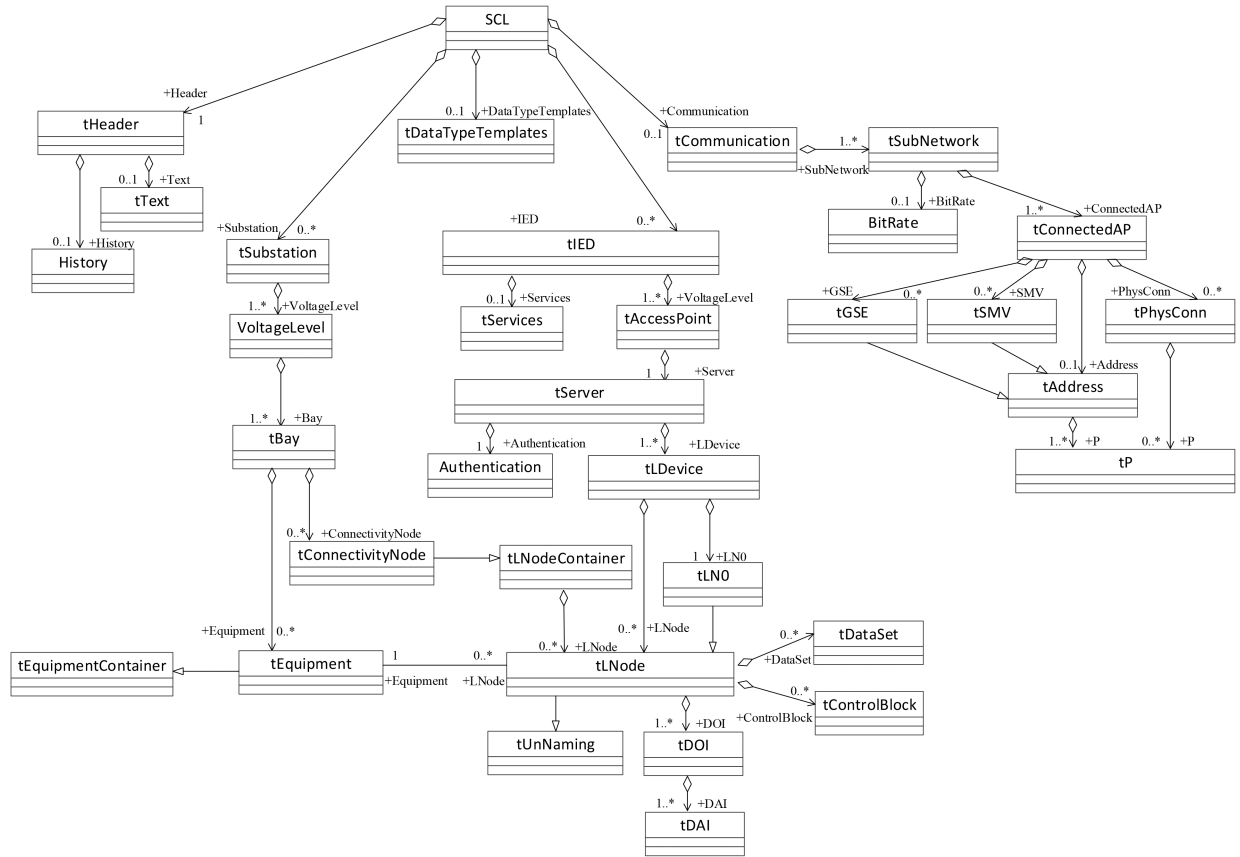 SCL
+Header
1
0..1
+DataTypeTemplates
+Communication
0..1
tHeader
tDataTypeTemplates
tCommunication
1..*
+SubNetwork
tSubNetwork
0..1
+Text
tText
0..1
+History
History
+Substation
0..*
tSubstation
+IED
0..*
tIED
0..1
+BitRate
BitRate
1..*
+ConnectedAP
tConnectedAP
1..*
+VoltageLevel
VoltageLevel
0..1
+Services
tServices
1..*
+VoltageLevel
tAccessPoint
+GSE
0..*
tGSE
0..*
+SMV
tSMV
+PhysConn
0..*
tPhysConn
1
+Server
tServer
0..1
+Address
tAddress
1..*
+Bay
tBay
1
+Authentication
Authentication
1..*
+LDevice
tLDevice
1..*
+P
0..*
+P
tP
0..*
+ConnectivityNode
tConnectivityNode
tLNodeContainer
1
+LN0
tLN0
+Equipment
0..*
0..*
+LNode
0..*
+LNode
tEquipmentContainer
tEquipment
1
+Equipment
0..*
+LNode
tLNode
0..*
+DataSet
tDataSet
0..*
+ControlBlock
tControlBlock
tUnNaming
1..*
+DOI
tDOI
1..*
+DAI
tDAI